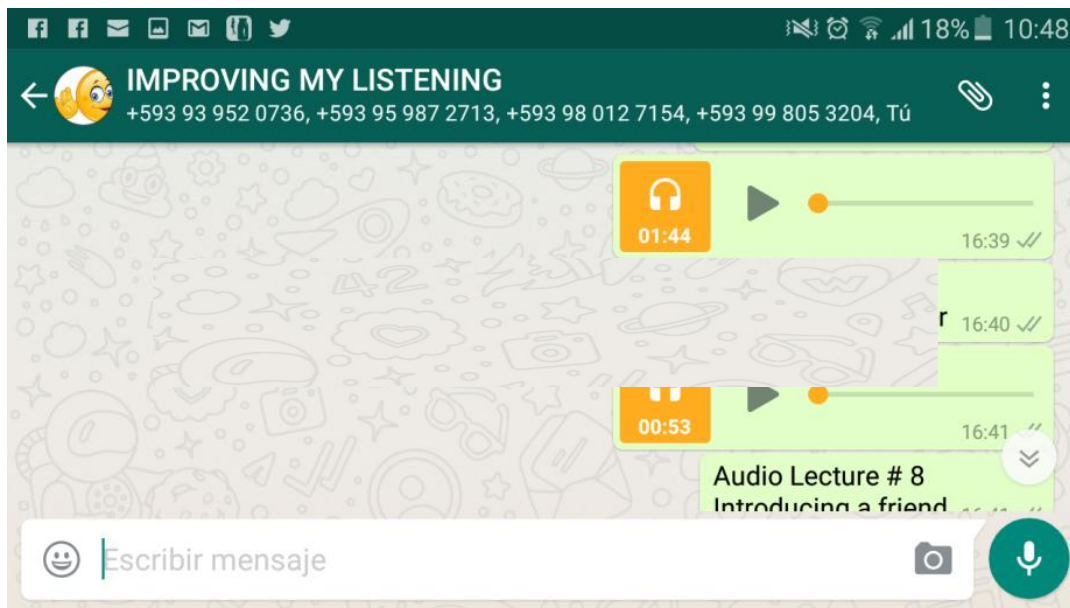 18% 10:48
IMPROVING MY LISTENING
+593 93 952 0736, +593 95 987 2713, +593 98 012 7154, +593 99 805 3204, Tú
01:44
16:39
r 16:40
00:53
16:41
Audio Lecture # 8
Introducing a friend
Escribir mensaje